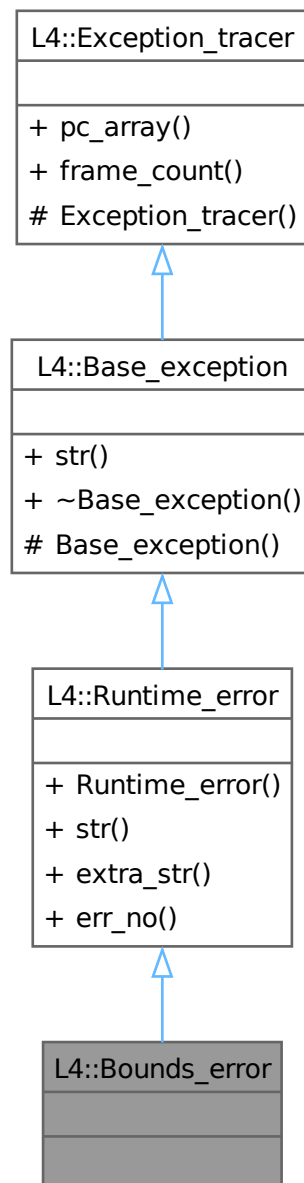 L4::Exception_tracer
+ pc_array()
+ frame_count()
# Exception_tracer()
L4::Base_exception
+ str()
+ ~Base_exception()
# Base_exception()
L4::Runtime_error
+ Runtime_error()
+ str()
+ extra_str()
+ err_no()
L4::Bounds_error